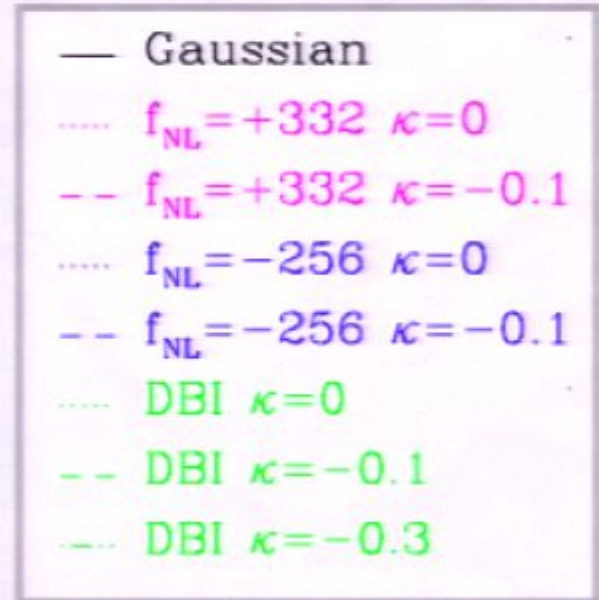 Gaussian
f_NL=+332 κ=0
f_NL=+332 κ=−0.1
f_NL=−256 κ=0
f_NL=−256 κ=−0.1
DBI κ=0
DBI κ=−0.1
DBI κ=−0.3